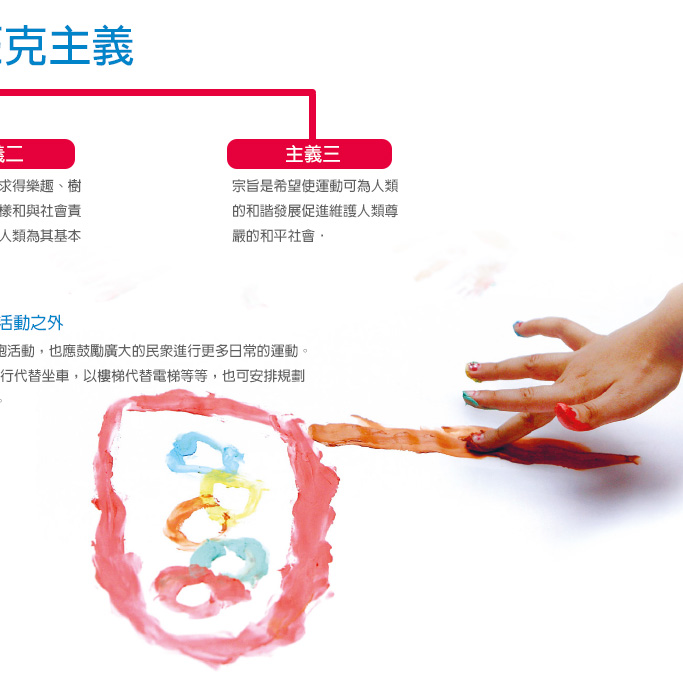 克主義
義二
主義三
求得樂趣、樹
樣和與社會責
人類為其基本
宗旨是希望使運動可為人類
的和諧發展促進維護人類尊
嚴的和平社會．
活動之外
跑活動，也應鼓勵廣大的民眾進行更多日常的運動。
行代替坐車，以樓梯代替電梯等等，也可安排規劃
。